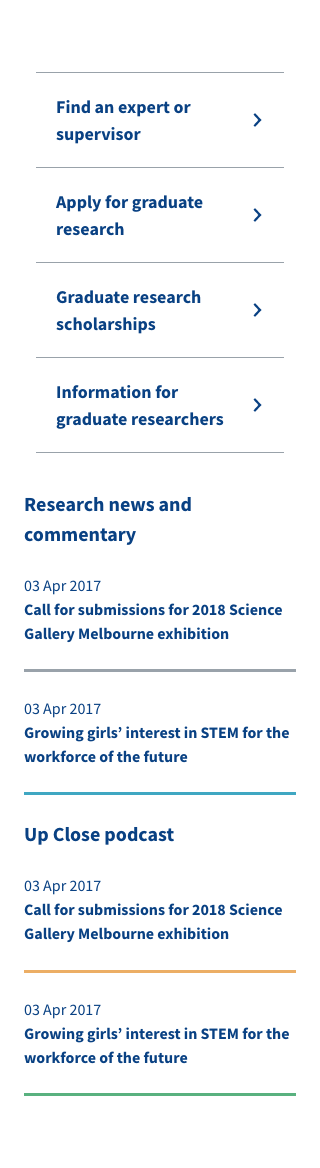 Find an expert or
supervisor
Apply for graduate
research
Graduate research
scholarships
Information for
graduate researchers
Research news and
commentary
03 Apr 2017
Call for submissions for 2018 Science
Gallery Melbourne exhibition
03 Apr 2017
Growing girls’ interest in STEM for the
workforce of the future
Up Close podcast
03 Apr 2017
Call for submissions for 2018 Science
Gallery Melbourne exhibition
03 Apr 2017
Growing girls’ interest in STEM for the
workforce of the future